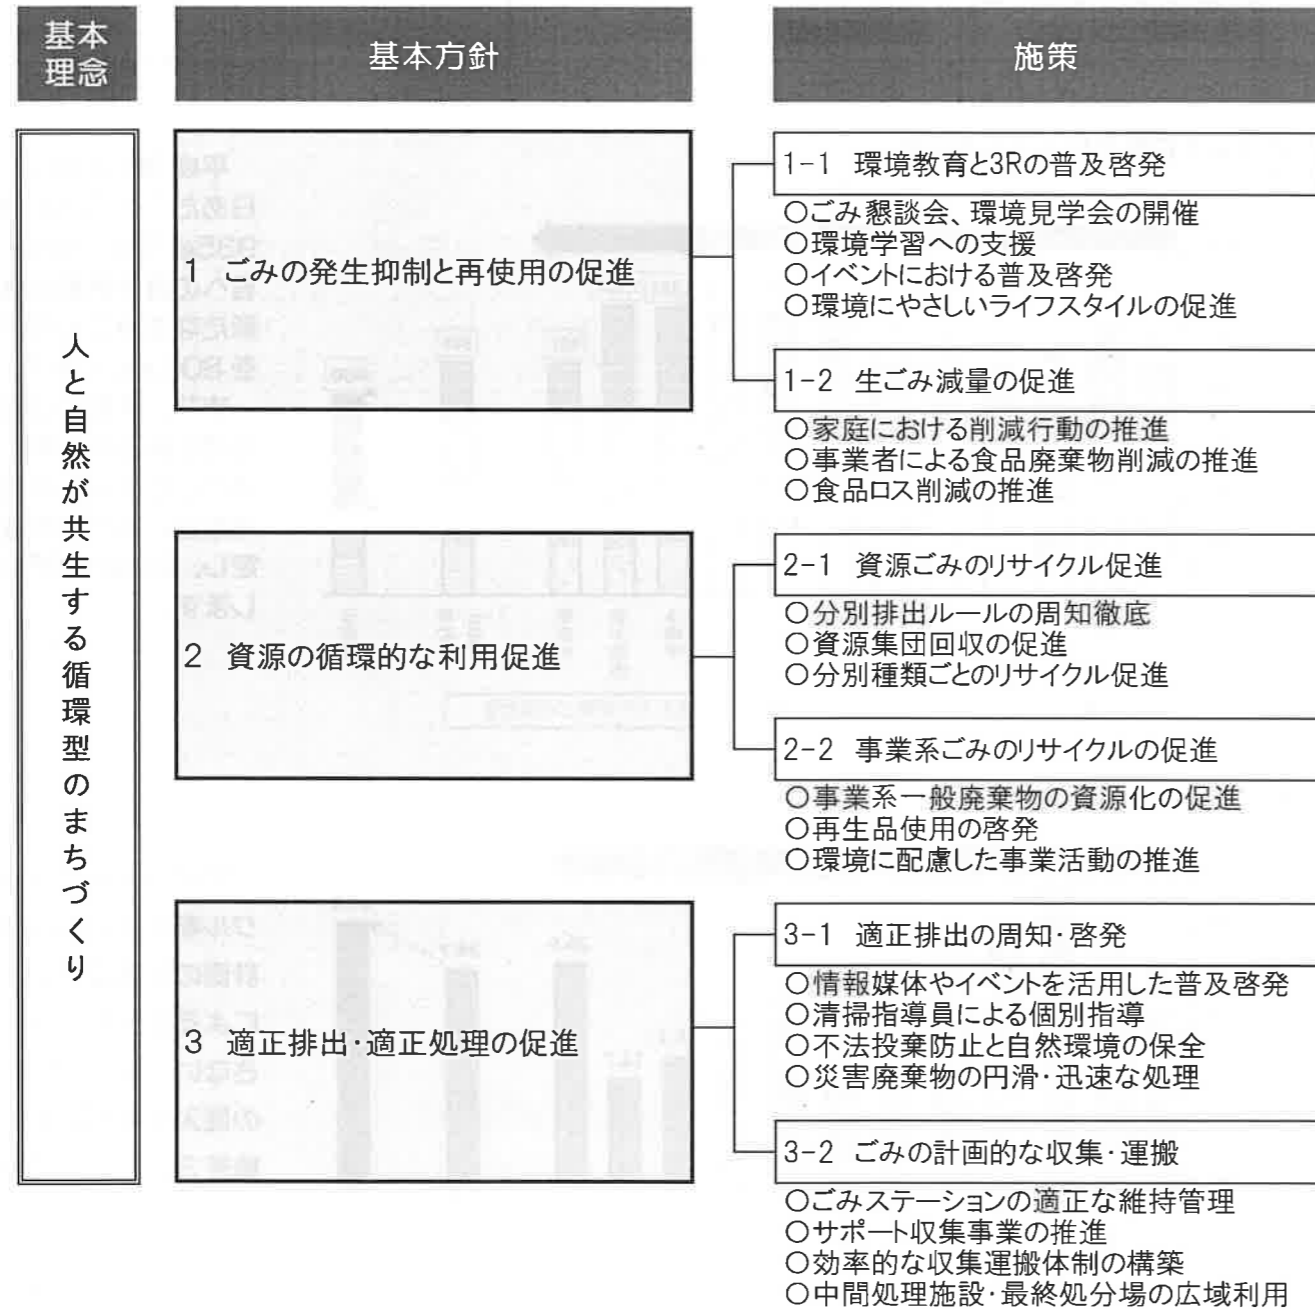 基本
理念
基本方針
施策
人と自然が共生する循環型のまちづくり
1 ごみの発生抑制と再使用の促進
1-1 環境教育と3Rの普及啓発
○ごみ懇談会、環境見学会の開催
○環境学習への支援
○イベントにおける普及啓発
○環境にやさしいライフスタイルの促進
1-2 生ごみ減量の促進
○家庭における削減行動の推進
○事業者による食品廃棄物削減の推進
○食品ロス削減の推進
2 資源の循環的な利用促進
2-1 資源ごみのリサイクル促進
○分別排出ルールの周知徹底
○資源集団回収の促進
○分別種類ごとのリサイクル促進
2-2 事業系ごみのリサイクルの促進
○事業系一般廃棄物の資源化の促進
○再生品使用の啓発
○環境に配慮した事業活動の推進
3 適正排出・適正処理の促進
3-1 適正排出の周知・啓発
○情報媒体やイベントを活用した普及啓発
○清掃指導員による個別指導
○不法投棄防止と自然環境の保全
○災害廃棄物の円滑・迅速な処理
3-2 ごみの計画的な収集・運搬
○ごみステーションの適正な維持管理
○サポート収集事業の推進
○効率的な収集運搬体制の構築
○中間処理施設・最終処分場の広域利用